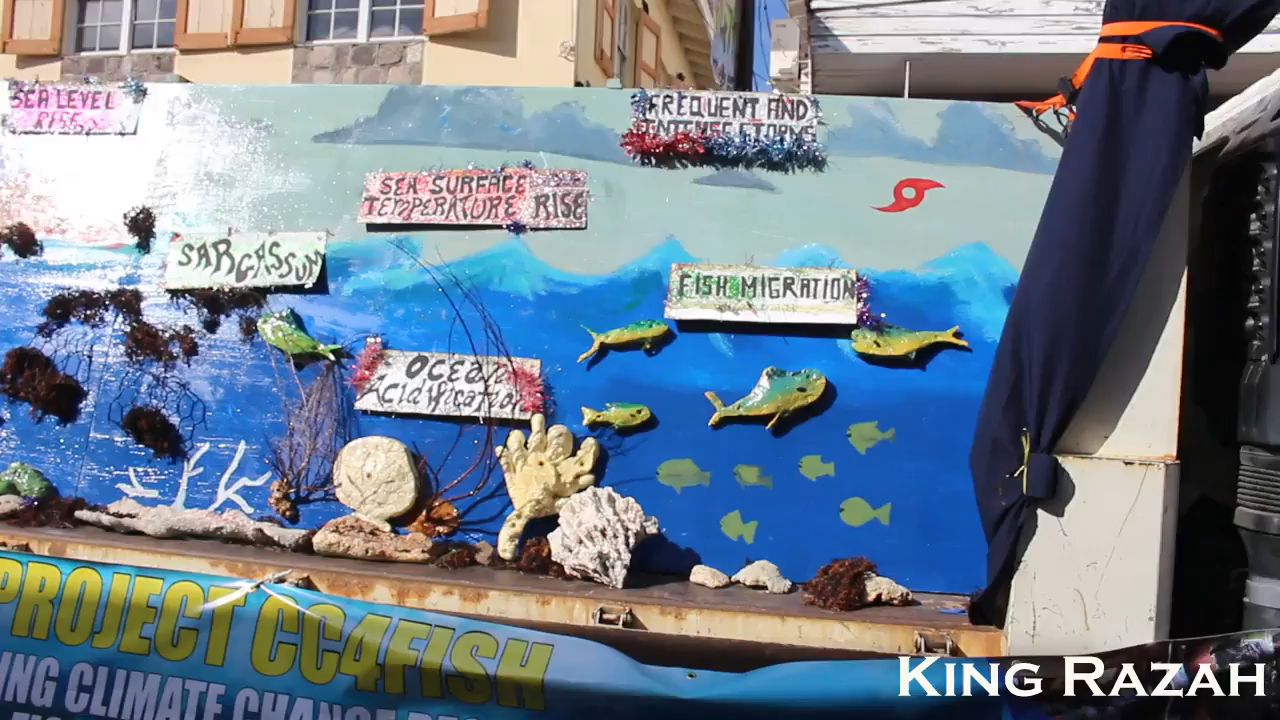 SEA LEVEL
RISE
FREQUENT AND
INTENSE STORMS
SEA SURFACE
TEMPERATURE RISE
SARGASSUM
FISH MIGRATION
OCEAN
Acidification
PROJECT CC4FISH
ING CLIMATE CHANGE
KING RAZAH